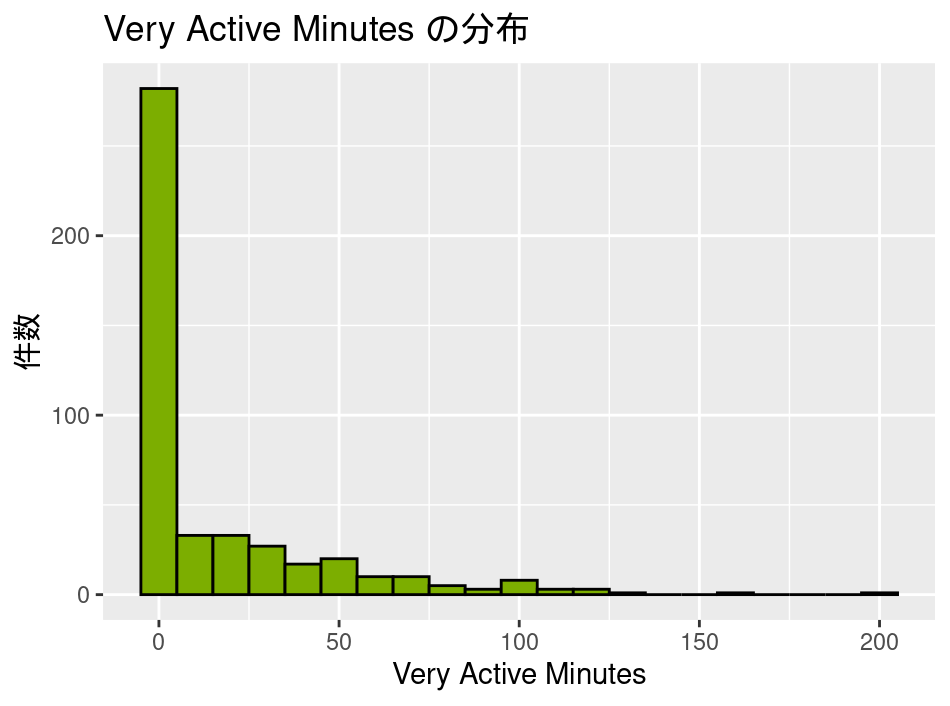 Very Active Minutes の分布
件数
200
100
0
0 50 100 150 200
Very Active Minutes